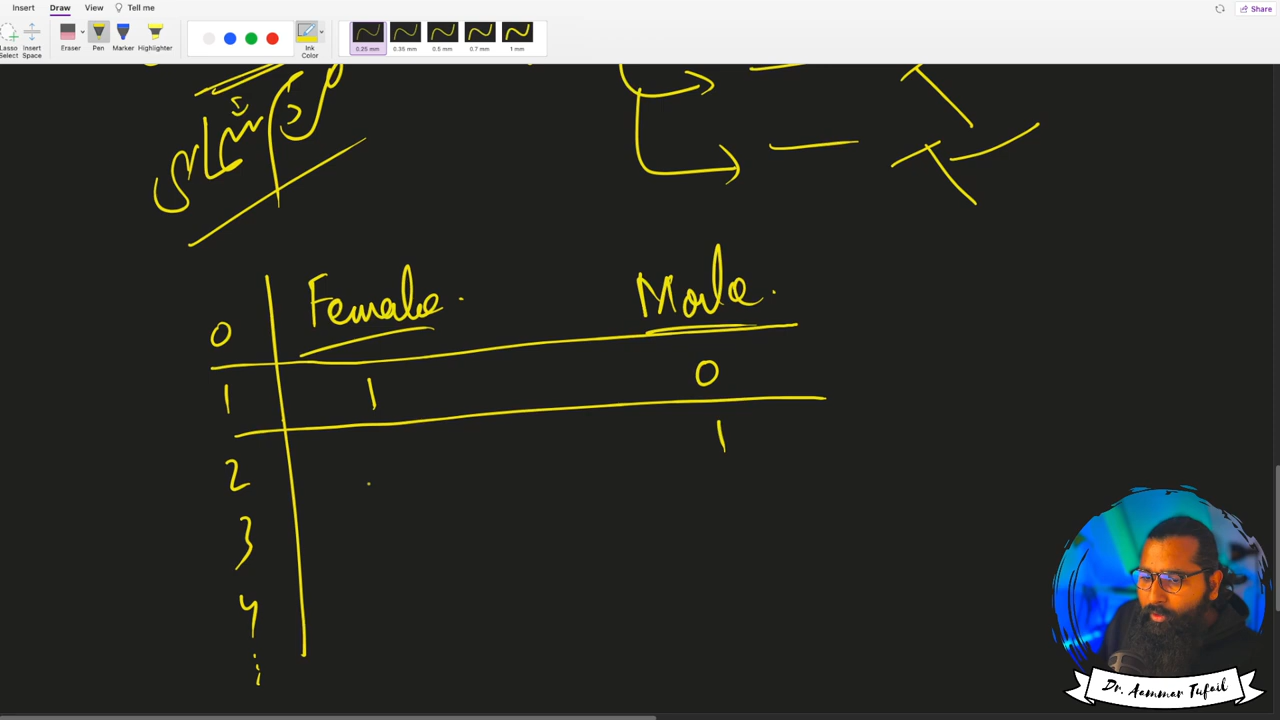 Insert Draw View Tell me Share
Lasso Select
Insert Space
Eraser
Pen
Marker
Highlighter
Ink Color
0.25 mm
0.35 mm
0.5 mm
0.7 mm
1 mm
Female. Male.
0
1 1 0
1
2
3
4
Dr. Aammar Tufail